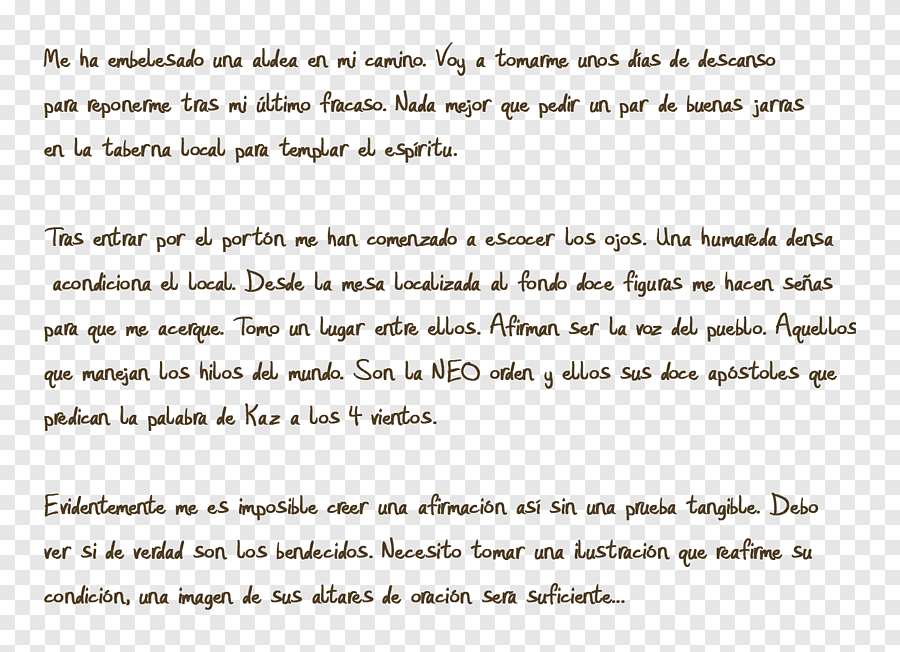 Me ha embelesado una aldea en mi camino. Voy a tomarme unos días de descanso
para reponerme tras mi último fracaso. Nada mejor que pedir un par de buenas jarras
en la taberna local para templar el espíritu.
Tras entrar por el portón me han comenzado a escocer los ojos. Una humareda densa
acondiciona el local. Desde la mesa localizada al fondo doce figuras me hacen señas
para que me acerque. Tomo un lugar entre ellos. Afirman ser la voz del pueblo. Aquellos
que manejan los hilos del mundo. Son la NEO orden y ellos sus doce apóstoles que
predican la palabra de Kaz a los 4 vientos.
Evidentemente me es imposible creer una afirmación así sin una prueba tangible. Debo
ver si de verdad son los bendecidos. Necesito tomar una ilustración que reafirme su
condición, una imagen de sus altares de oración sera suficiente...